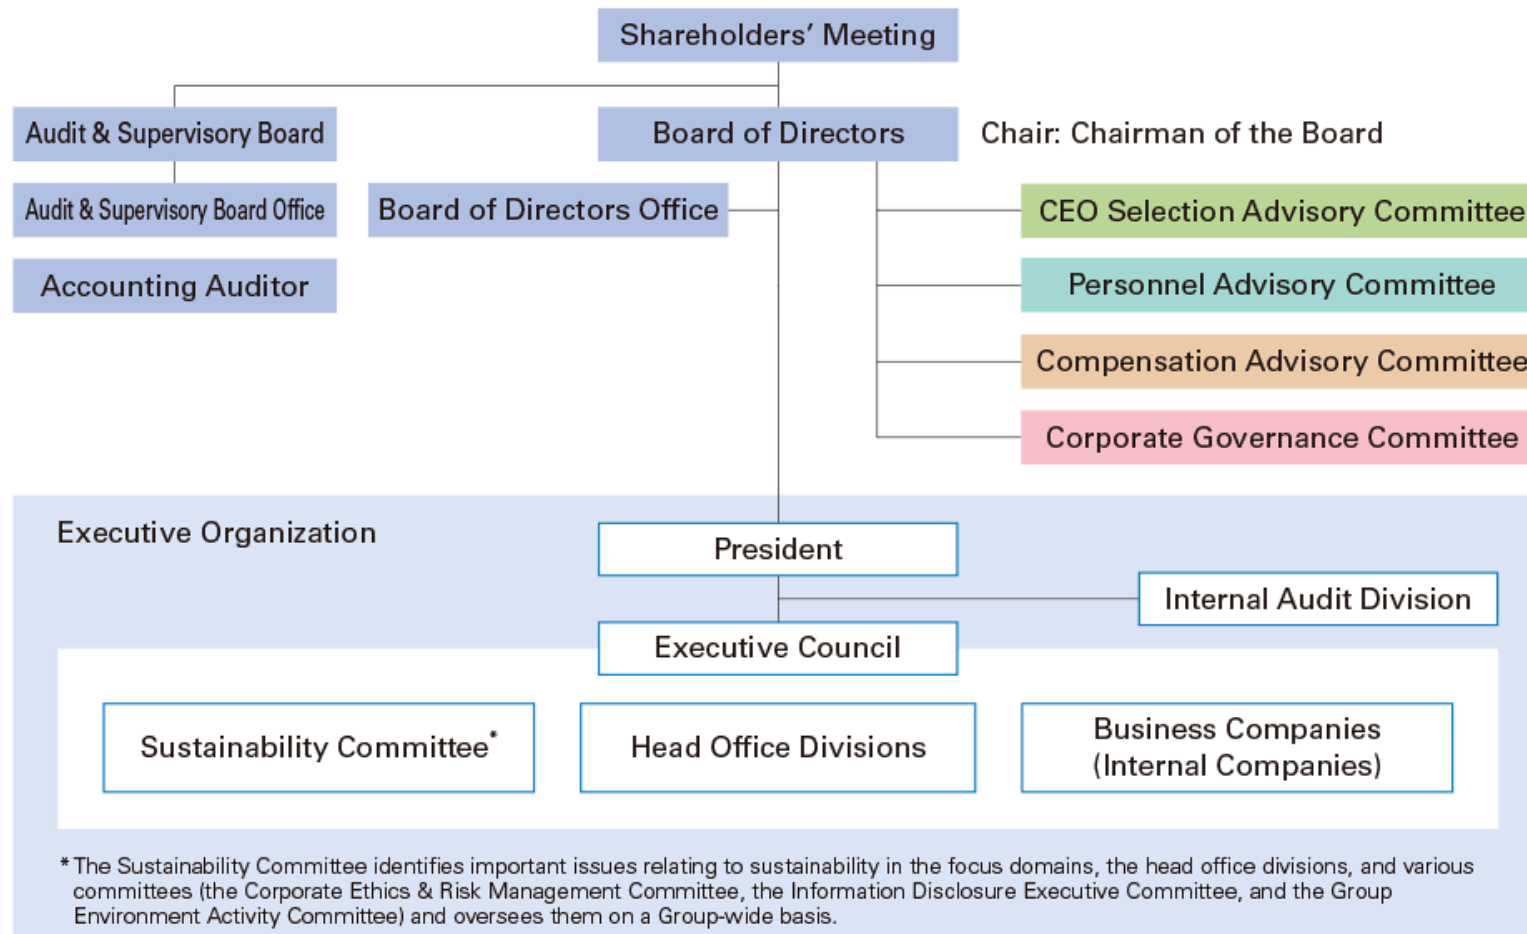 Shareholders’ Meeting
Audit & Supervisory Board
Board of Directors
Chair: Chairman of the Board
Audit & Supervisory Board Office
Board of Directors Office
CEO Selection Advisory Committee
Accounting Auditor
Personnel Advisory Committee
Compensation Advisory Committee
Corporate Governance Committee
Executive Organization
President
Internal Audit Division
Executive Council
Sustainability Committee*
Head Office Divisions
Business Companies
(Internal Companies)
* The Sustainability Committee identifies important issues relating to sustainability in the focus domains, the head office divisions, and various
committees (the Corporate Ethics & Risk Management Committee, the Information Disclosure Executive Committee, and the Group
Environment Activity Committee) and oversees them on a Group-wide basis.